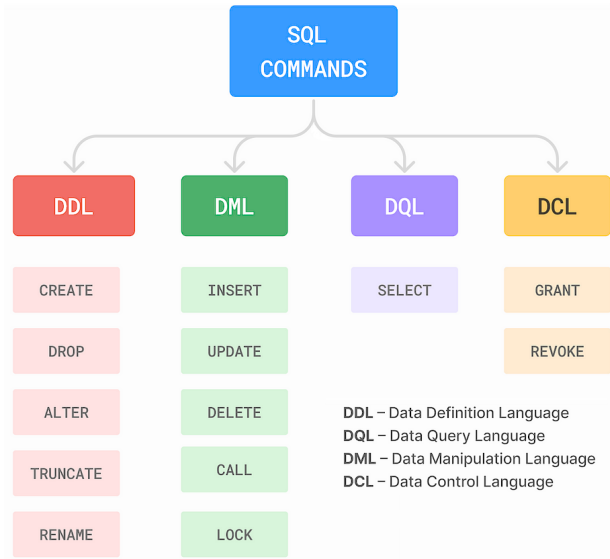 SQL
COMMANDS
DDL
DML
DQL
DCL
CREATE
INSERT
SELECT
GRANT
DROP
UPDATE
REVOKE
ALTER
DELETE
TRUNCATE
CALL
RENAME
LOCK
DDL – Data Definition Language
DQL – Data Query Language
DML – Data Manipulation Language
DCL – Data Control Language